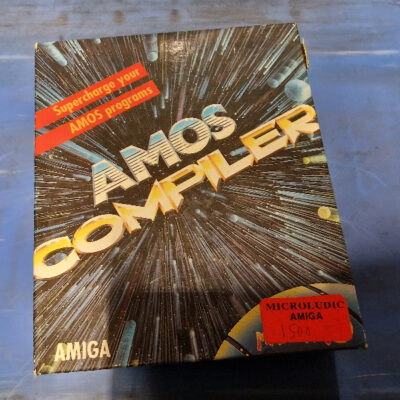 Supercharge your
AMOS programs
AMOS
COMPILER
MICROLUDIC
AMIGA
1500
AMIGA